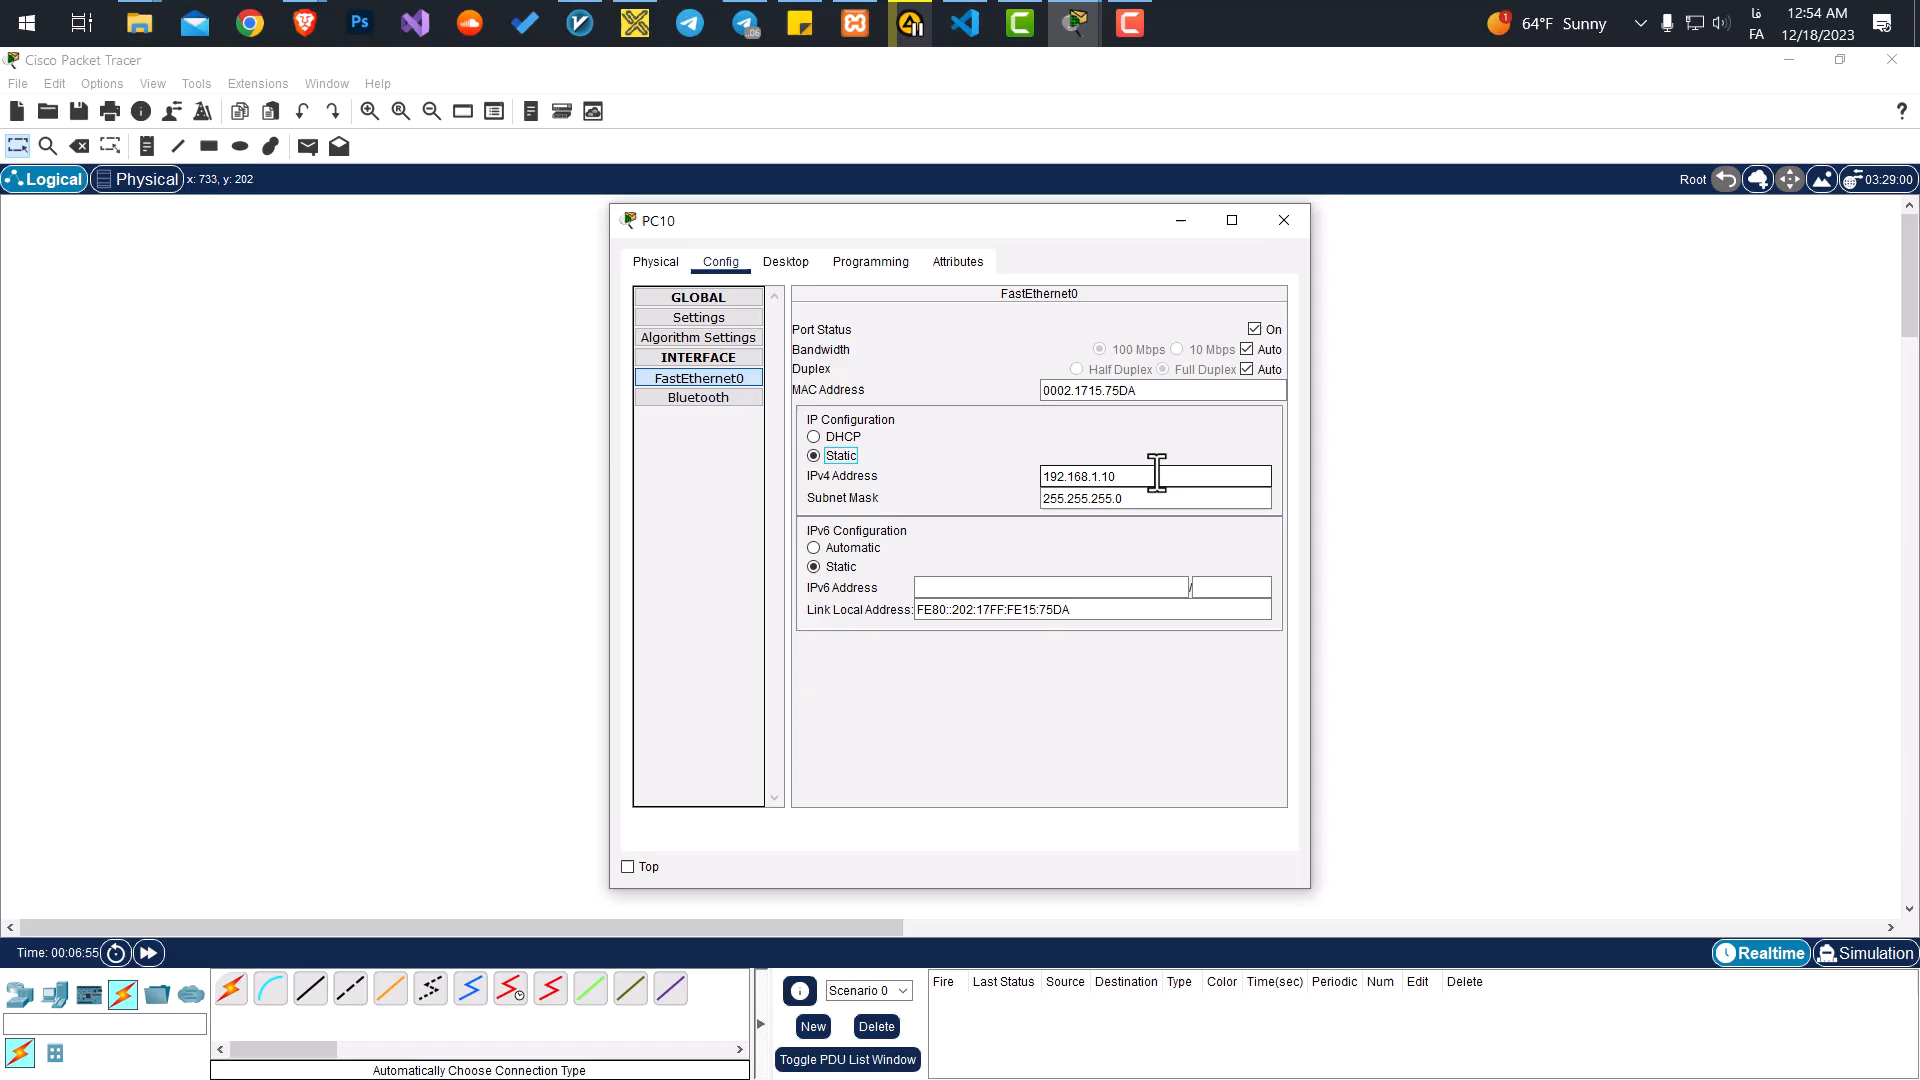 Ps
.06
1
64°F Sunny
فا
FA
12:54 AM
12/18/2023
Cisco Packet Tracer
File Edit Options View Tools Extensions Window Help
?
Logical Physical x: 733, y: 202
Root 03:29:00
PC10
Physical Config Desktop Programming Attributes
GLOBAL
Settings
Algorithm Settings
INTERFACE
FastEthernet0
Bluetooth
FastEthernet0
Port Status On
Bandwidth 100 Mbps 10 Mbps Auto
Duplex Half Duplex Full Duplex Auto
MAC Address 0002.1715.75DA
IP Configuration
DHCP
Static
IPv4 Address 192.168.1.10
Subnet Mask 255.255.255.0
IPv6 Configuration
Automatic
Static
IPv6 Address /
Link Local Address: FE80::202:17FF:FE15:75DA
Top
Time: 00:06:55
Realtime Simulation
Scenario 0
New Delete
Toggle PDU List Window
Fire Last Status Source Destination Type Color Time(sec) Periodic Num Edit Delete
Automatically Choose Connection Type